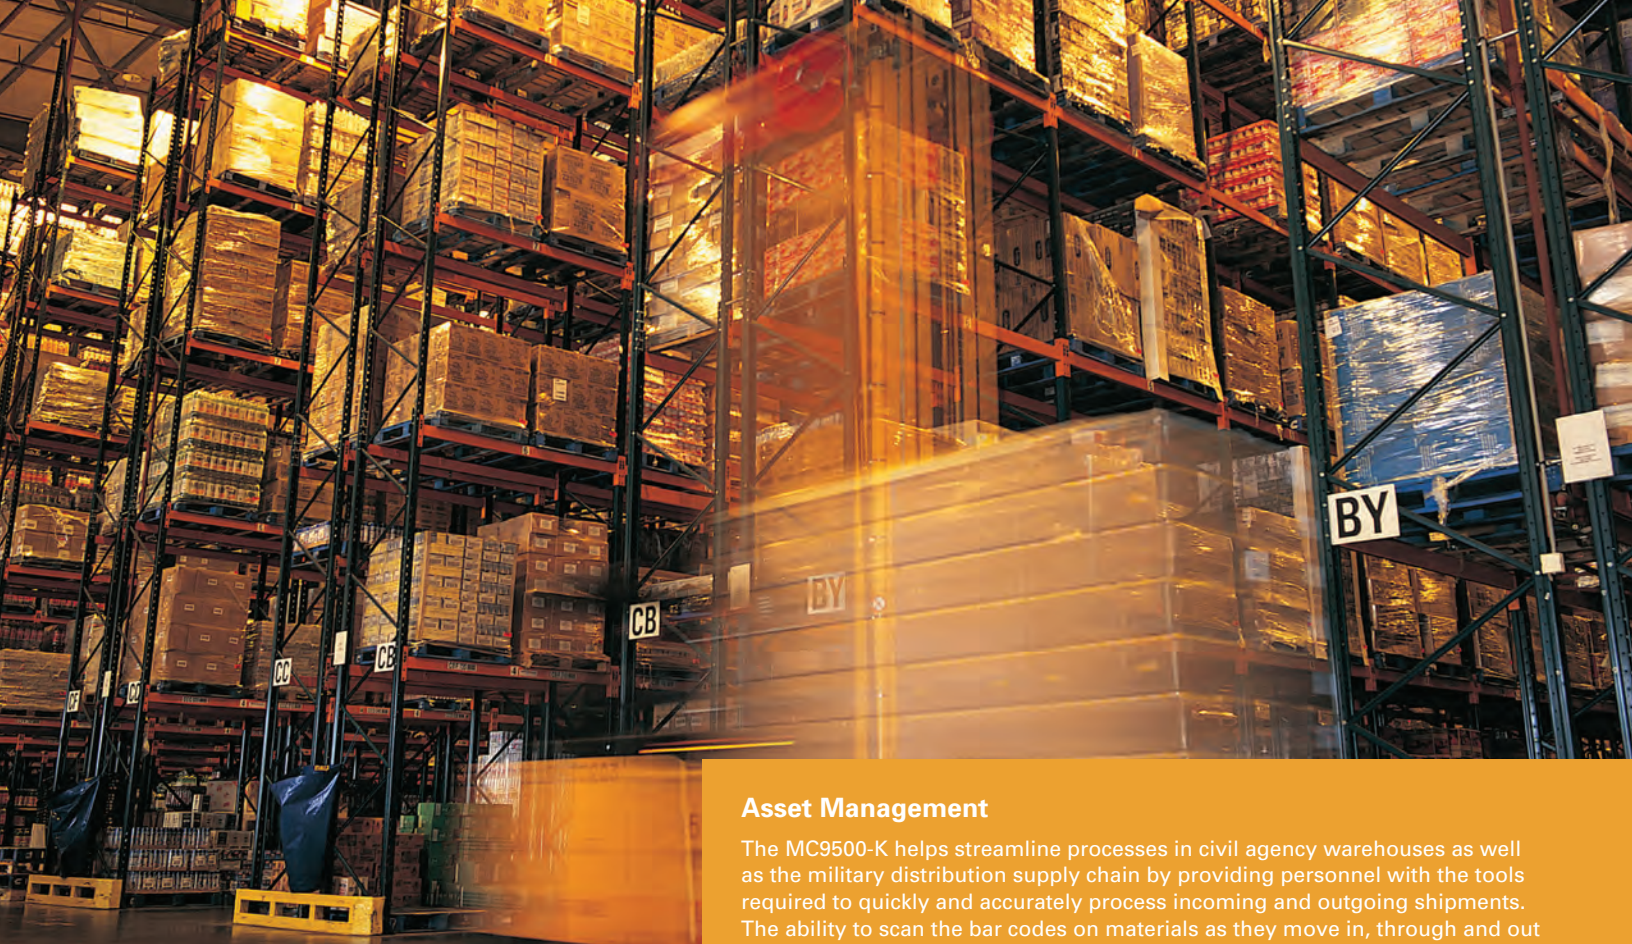 BY
BY
CB
CB
CC
CF
Asset Management
The MC9500-K helps streamline processes in civil agency warehouses as well
as the military distribution supply chain by providing personnel with the tools
required to quickly and accurately process incoming and outgoing shipments.
The ability to scan the bar codes on materials as they move in, through and out